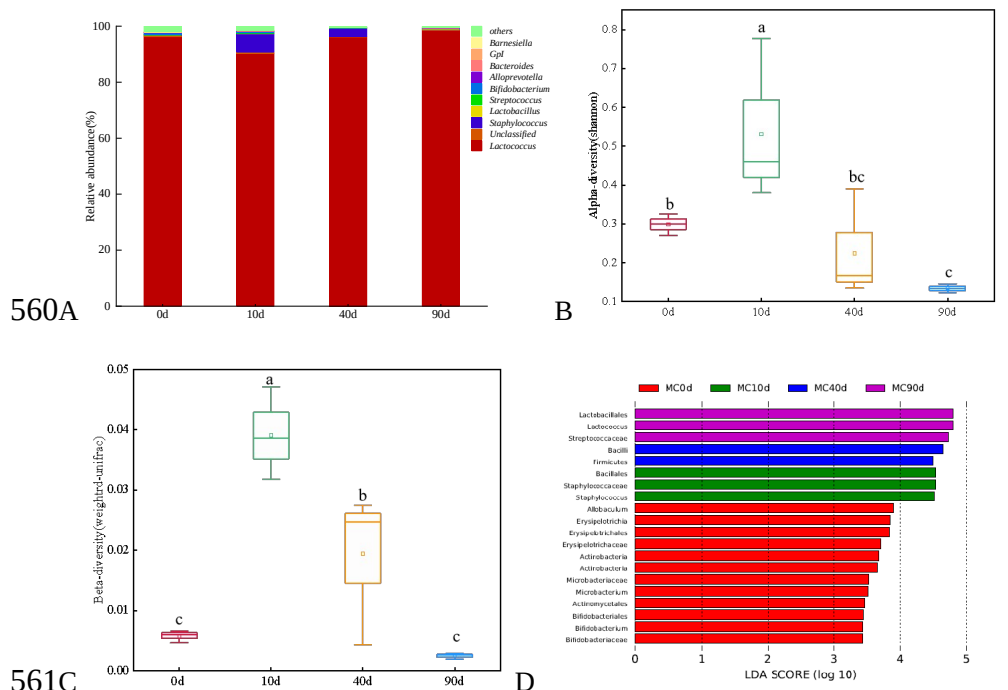 100
80
60
40
20
0
Relative abundance(%)
0d 10d 40d 90d
others
Barnesiella
GpI
Bacteroides
Alloprevotella
Bifidobacterium
Streptococcus
Lactobacillus
Staphylococcus
Unclassified
Lactococcus
560A
0.8
0.7
0.6
0.5
0.4
0.3
0.2
0.1
Alpha-diversity(shannon)
b a bc c
0d 10d 40d 90d
B
0.05
0.04
0.03
0.02
0.01
0.00
Beta-diversity(weightrd-unifrac)
c a b c
0d 10d 40d 90d
561C
MC0d MC10d MC40d MC90d
Lactobacillales
Lactococcus
Streptococcaceae
Bacilli
Firmicutes
Bacillales
Staphylococcaceae
Staphylococcus
Allobaculum
Erysipelotrichia
Erysipelotrichales
Erysipelotrichaceae
Actinobacteria
Actinobacteria
Microbacteriaceae
Microbacterium
Actinomycetales
Bifidobacteriales
Bifidobacterium
Bifidobacteriaceae
0 1 2 3 4 5
LDA SCORE (log 10)
D